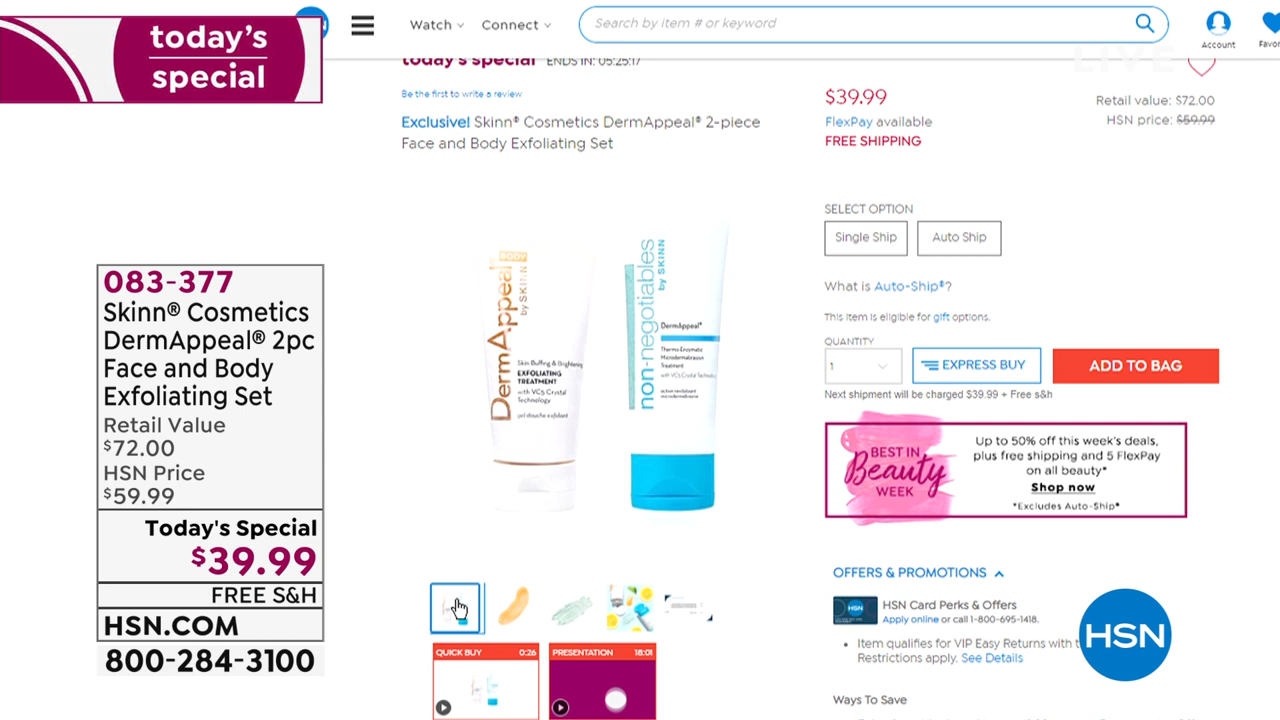 today's
special
Watch
Connect
Search by item # or keyword
Account
LIVE
today's special ENDS IN: 05:25:17
Be the first to write a review
Exclusive! Skinn® Cosmetics DermAppeal® 2-piece
Face and Body Exfoliating Set
$39.99
FlexPay available
FREE SHIPPING
Retail value: $72.00
HSN price: $59.99
SELECT OPTION
Single Ship
Auto Ship
What is Auto-Ship®?
This item is eligible for gift options.
QUANTITY
1
EXPRESS BUY
ADD TO BAG
Next shipment will be charged $39.99 + Free s&h
BEST IN
Beauty
WEEK
Up to 50% off this week's deals,
plus free shipping and 5 FlexPay
on all beauty*
Shop now
*Excludes Auto-Ship*
OFFERS & PROMOTIONS
HSN
HSN Card Perks & Offers
Apply online or call 1-800-695-1418.
Item qualifies for VIP Easy Returns with
Restrictions apply. See Details
Ways To Save
HSN
083-377
Skinn® Cosmetics
DermAppeal® 2pc
Face and Body
Exfoliating Set
Retail Value
$72.00
HSN Price
$59.99
Today's Special
$39.99
FREE S&H
HSN.COM
800-284-3100
DermAppeal
BODY
by SKINN
Skin Buffing & Brightening
EXFOLIATING
TREATMENT
with VC5 Crystal
Technology
gel douche exfoliant
non-negotiables
by SKINN
DermAppeal®
Thermo-Enzymatic
Microdermabrasion
Treatment
QUICK BUY 0:26
PRESENTATION 18:01